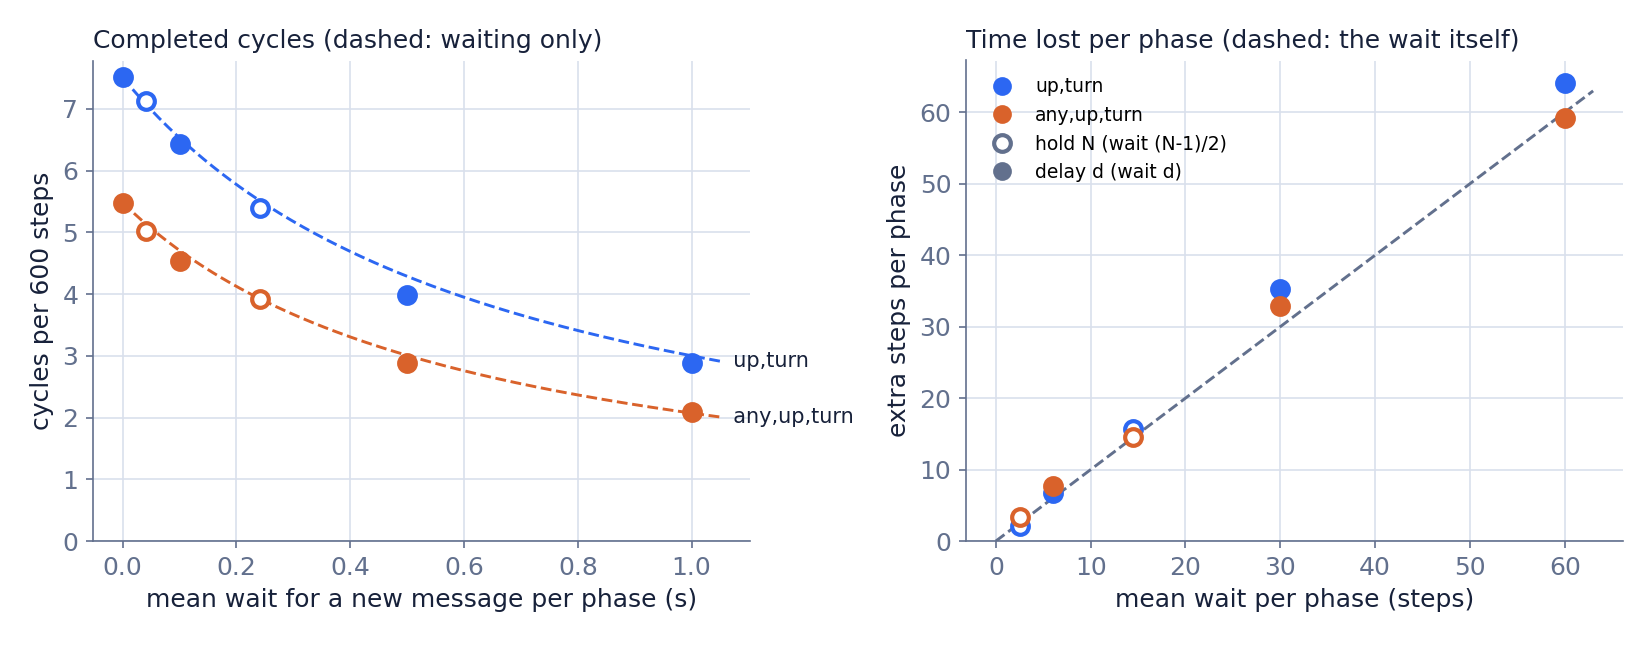 Completed cycles (dashed: waiting only)
cycles per 600 steps
7
6
5
4
3
2
1
0
0.0 0.2 0.4 0.6 0.8 1.0
mean wait for a new message per phase (s)
up,turn
any,up,turn
Time lost per phase (dashed: the wait itself)
up,turn
any,up,turn
hold N (wait (N-1)/2)
delay d (wait d)
extra steps per phase
60
50
40
30
20
10
0
0 10 20 30 40 50 60
mean wait per phase (steps)